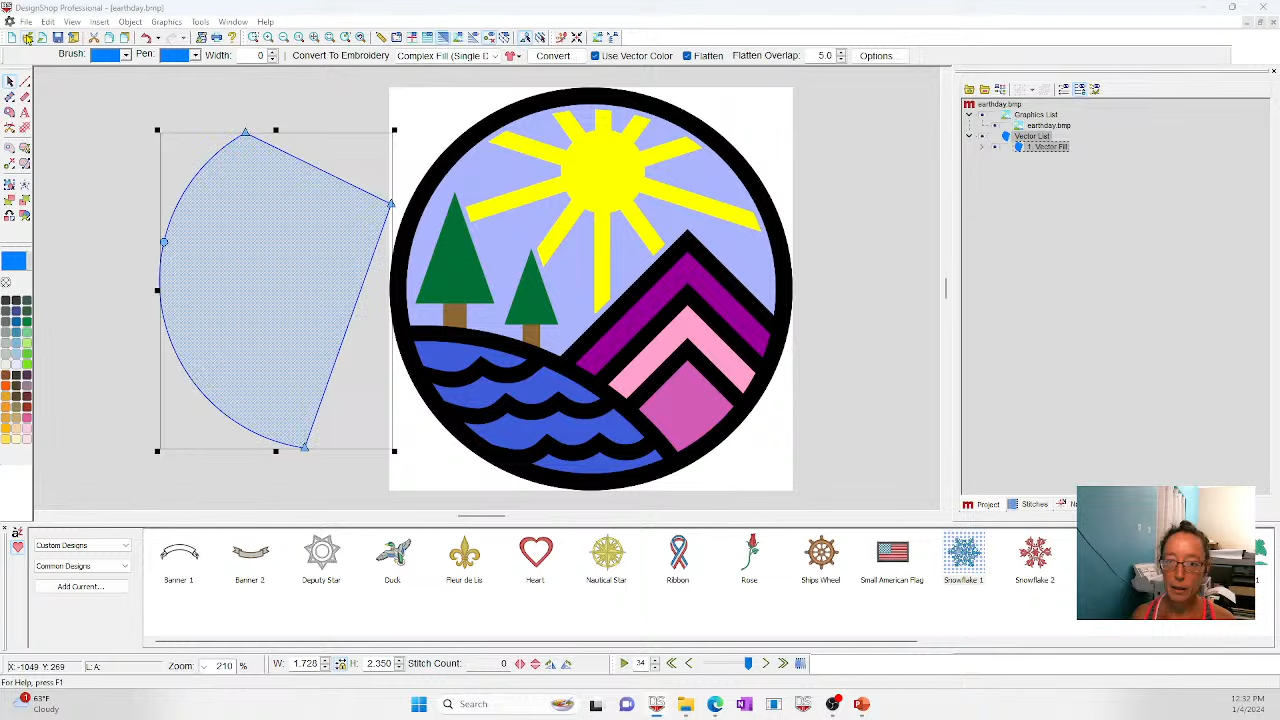 DesignShop Professional - [earthday.bmp]
File Edit View Insert Object Graphics Tools Window Help
Brush: Pen: Width: 0 Convert To Embroidery Complex Fill (Single D Convert Use Vector Color Flatten Flatten Overlap: 5.0 Options...
earthday.bmp
Graphics List
earthday.bmp
Vector List
1. Vector Fill
Project Stitches
Custom Designs
Common Designs
Add Current...
Banner 1 Banner 2 Deputy Star Duck Fleur de Lis Heart Nautical Star Ribbon Rose Ships Wheel Small American Flag Snowflake 1 Snowflake 2
X: -1049 Y: 269 L: A: Zoom: 210 % W: 1.728 H: 2.350 Stitch Count: 0 34
For Help, press F1
1 63°F
Cloudy
Search
12:32 PM
1/4/2024